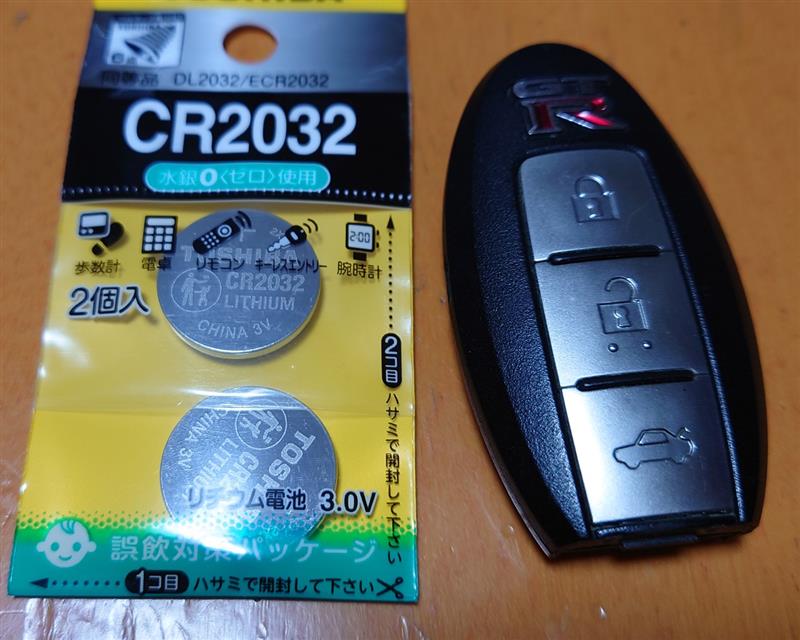 同等品 DL2032/ECR2032
CR2032
水銀0<ゼロ>使用
歩数計 電卓 リモコン キーレスエントリー 腕時計
2:00
2個入
TOSHIBA
CR2032
LITHIUM
CHINA 3V
2コ目 ハサミで開封して下さい
TOSHIBA
LITHIUM
CHINA 3V
リチウム電池 3.0V
誤飲対策パッケージ
1コ目 ハサミで開封して下さい
GT
R